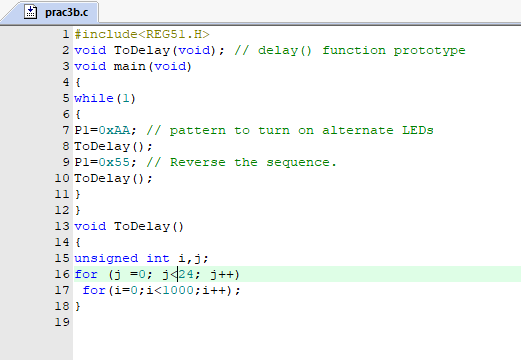 prac3b.c
1 #include<REG51.H>
2 void ToDelay(void); // delay() function prototype
3 void main(void)
4 {
5 while(1)
6 {
7 P1=0xAA; // pattern to turn on alternate LEDs
8 ToDelay();
9 P1=0x55; // Reverse the sequence.
10 ToDelay();
11 }
12 }
13 void ToDelay()
14 {
15 unsigned int i,j;
16 for (j =0; j<24; j++)
17  for(i=0;i<1000;i++);
18 }
19